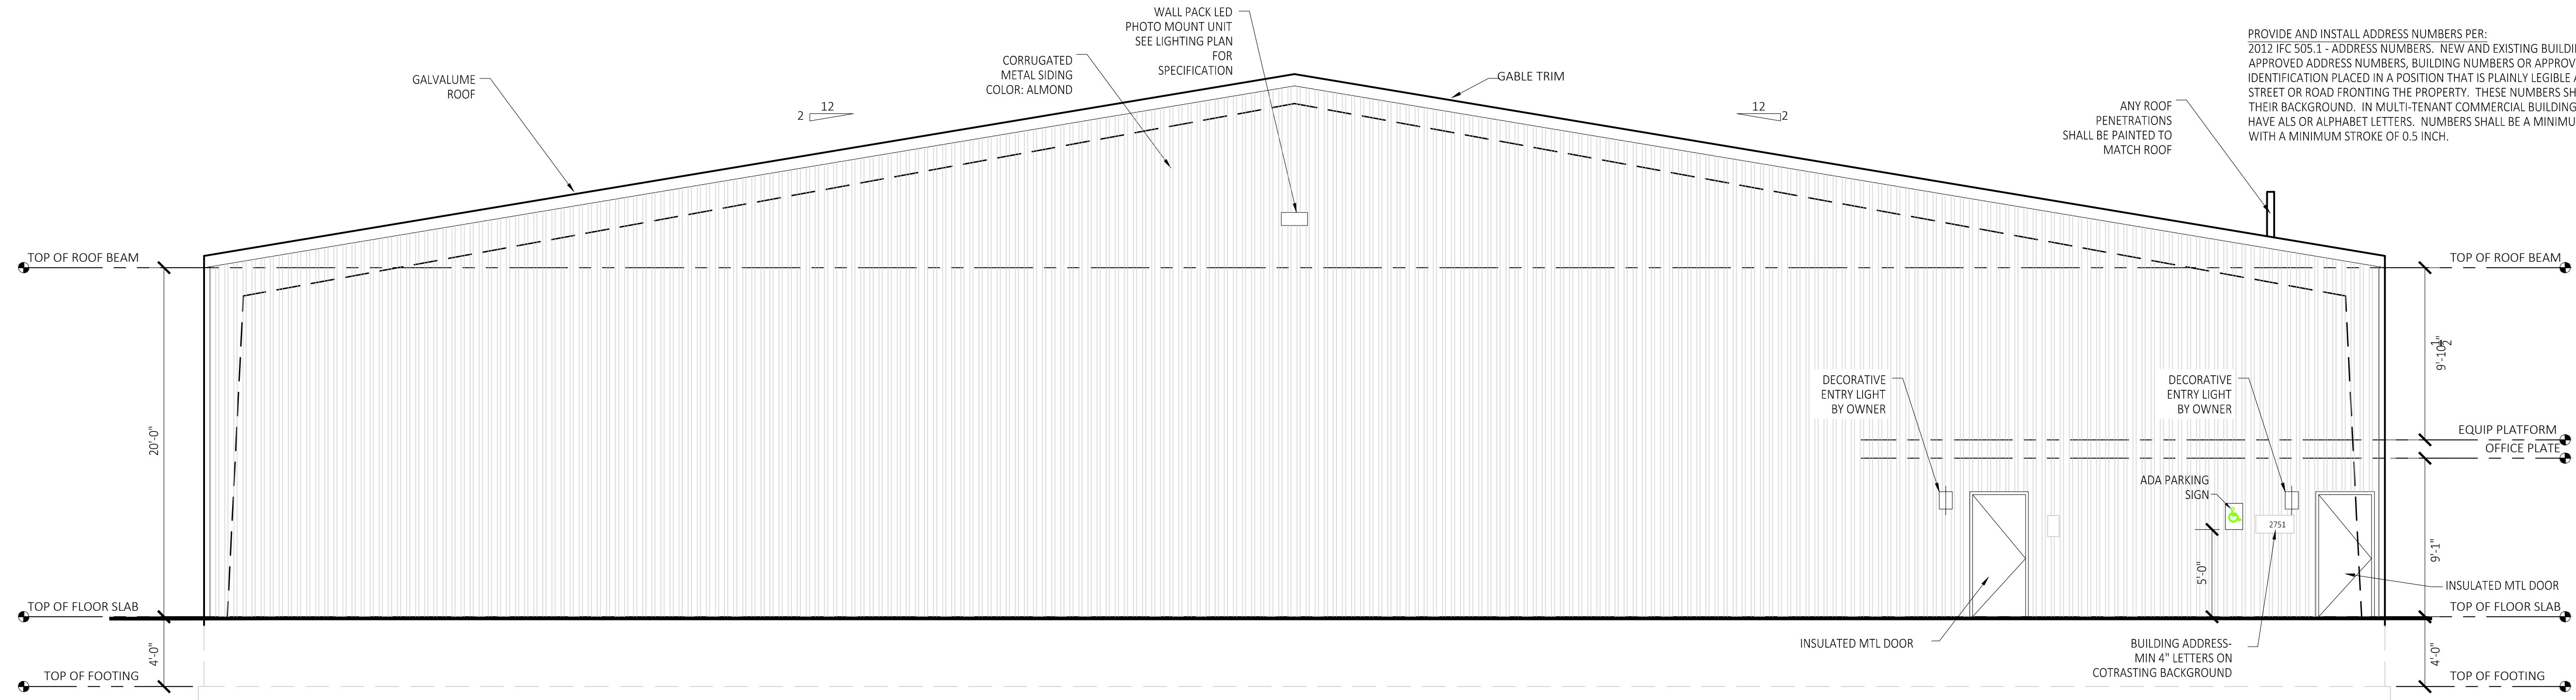 WALL PACK LED
PHOTO MOUNT UNIT
SEE LIGHTING PLAN
FOR
SPECIFICATION
CORRUGATED
METAL SIDING
COLOR: ALMOND
GALVALUME
ROOF
12
2
GABLE TRIM
12
2
PROVIDE AND INSTALL ADDRESS NUMBERS PER:
2012 IFC 505.1 - ADDRESS NUMBERS. NEW AND EXISTING BUILDIN
APPROVED ADDRESS NUMBERS, BUILDING NUMBERS OR APPROV
IDENTIFICATION PLACED IN A POSITION THAT IS PLAINLY LEGIBLE A
STREET OR ROAD FRONTING THE PROPERTY. THESE NUMBERS SH
THEIR BACKGROUND. IN MULTI-TENANT COMMERCIAL BUILDING
HAVE ALS OR ALPHABET LETTERS. NUMBERS SHALL BE A MINIMU
WITH A MINIMUM STROKE OF 0.5 INCH.
ANY ROOF
PENETRATIONS
SHALL BE PAINTED TO
MATCH ROOF
TOP OF ROOF BEAM
TOP OF ROOF BEAM
9'-10 1/2"
DECORATIVE
ENTRY LIGHT
BY OWNER
DECORATIVE
ENTRY LIGHT
BY OWNER
20'-0"
EQUIP PLATFORM
OFFICE PLATE
ADA PARKING
SIGN
2751
9'-1"
5'-0"
INSULATED MTL DOOR
TOP OF FLOOR SLAB
TOP OF FLOOR SLAB
INSULATED MTL DOOR
BUILDING ADDRESS-
MIN 4" LETTERS ON
COTRASTING BACKGROUND
4'-0"
4'-0"
TOP OF FOOTING
TOP OF FOOTING